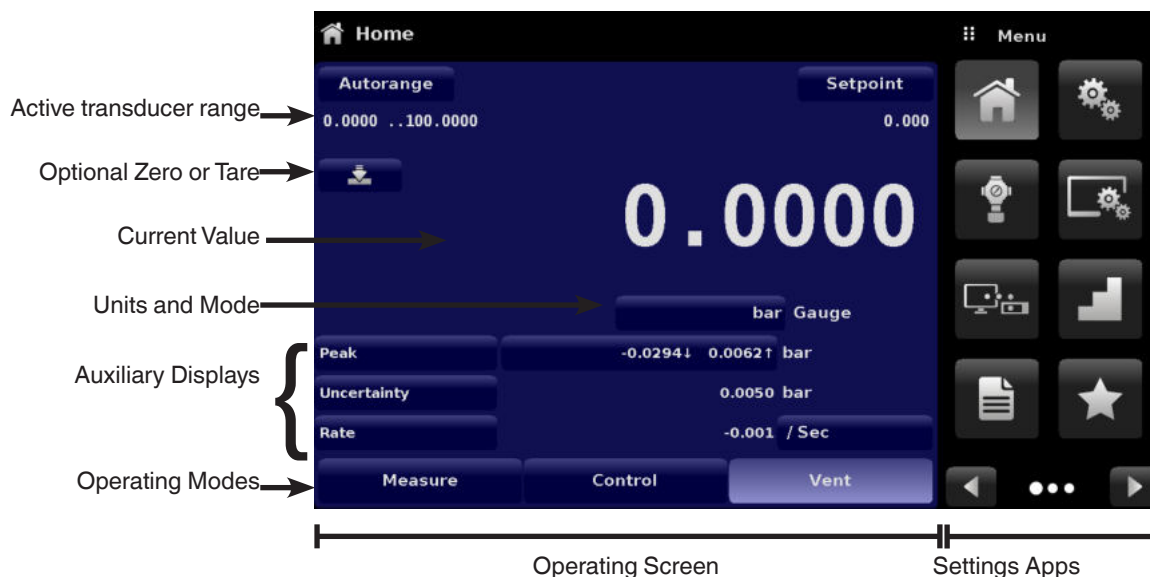 Home
Menu
Autorange
Setpoint
Active transducer range
0.0000 ..100.0000
0.000
Optional Zero or Tare
0.0000
Current Value
Units and Mode
bar Gauge
Peak
-0.0294↓ 0.0062↑ bar
Auxiliary Displays
Uncertainty
0.0050 bar
Rate
-0.001 / Sec
Operating Modes
Measure
Control
Vent
Operating Screen
Settings Apps